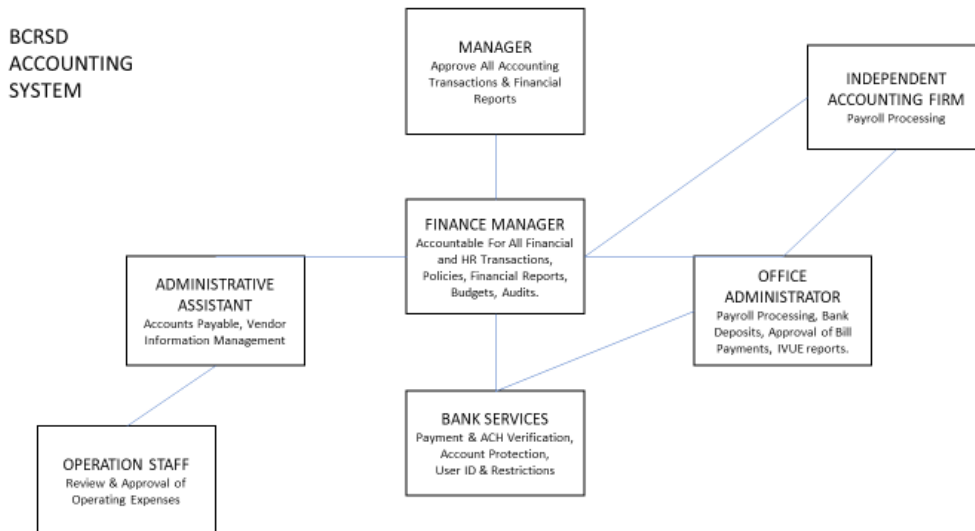 BCRSD
ACCOUNTING
SYSTEM
MANAGER
Approve All Accounting
Transactions & Financial
Reports
INDEPENDENT
ACCOUNTING FIRM
Payroll Processing
FINANCE MANAGER
Accountable For All Financial
and HR Transactions,
Policies, Financial Reports,
Budgets, Audits.
ADMINISTRATIVE
ASSISTANT
Accounts Payable, Vendor
Information Management
OFFICE
ADMINISTRATOR
Payroll Processing, Bank
Deposits, Approval of Bill
Payments, IVUE reports.
BANK SERVICES
Payment & ACH Verification,
Account Protection,
User ID & Restrictions
OPERATION STAFF
Review & Approval of
Operating Expenses